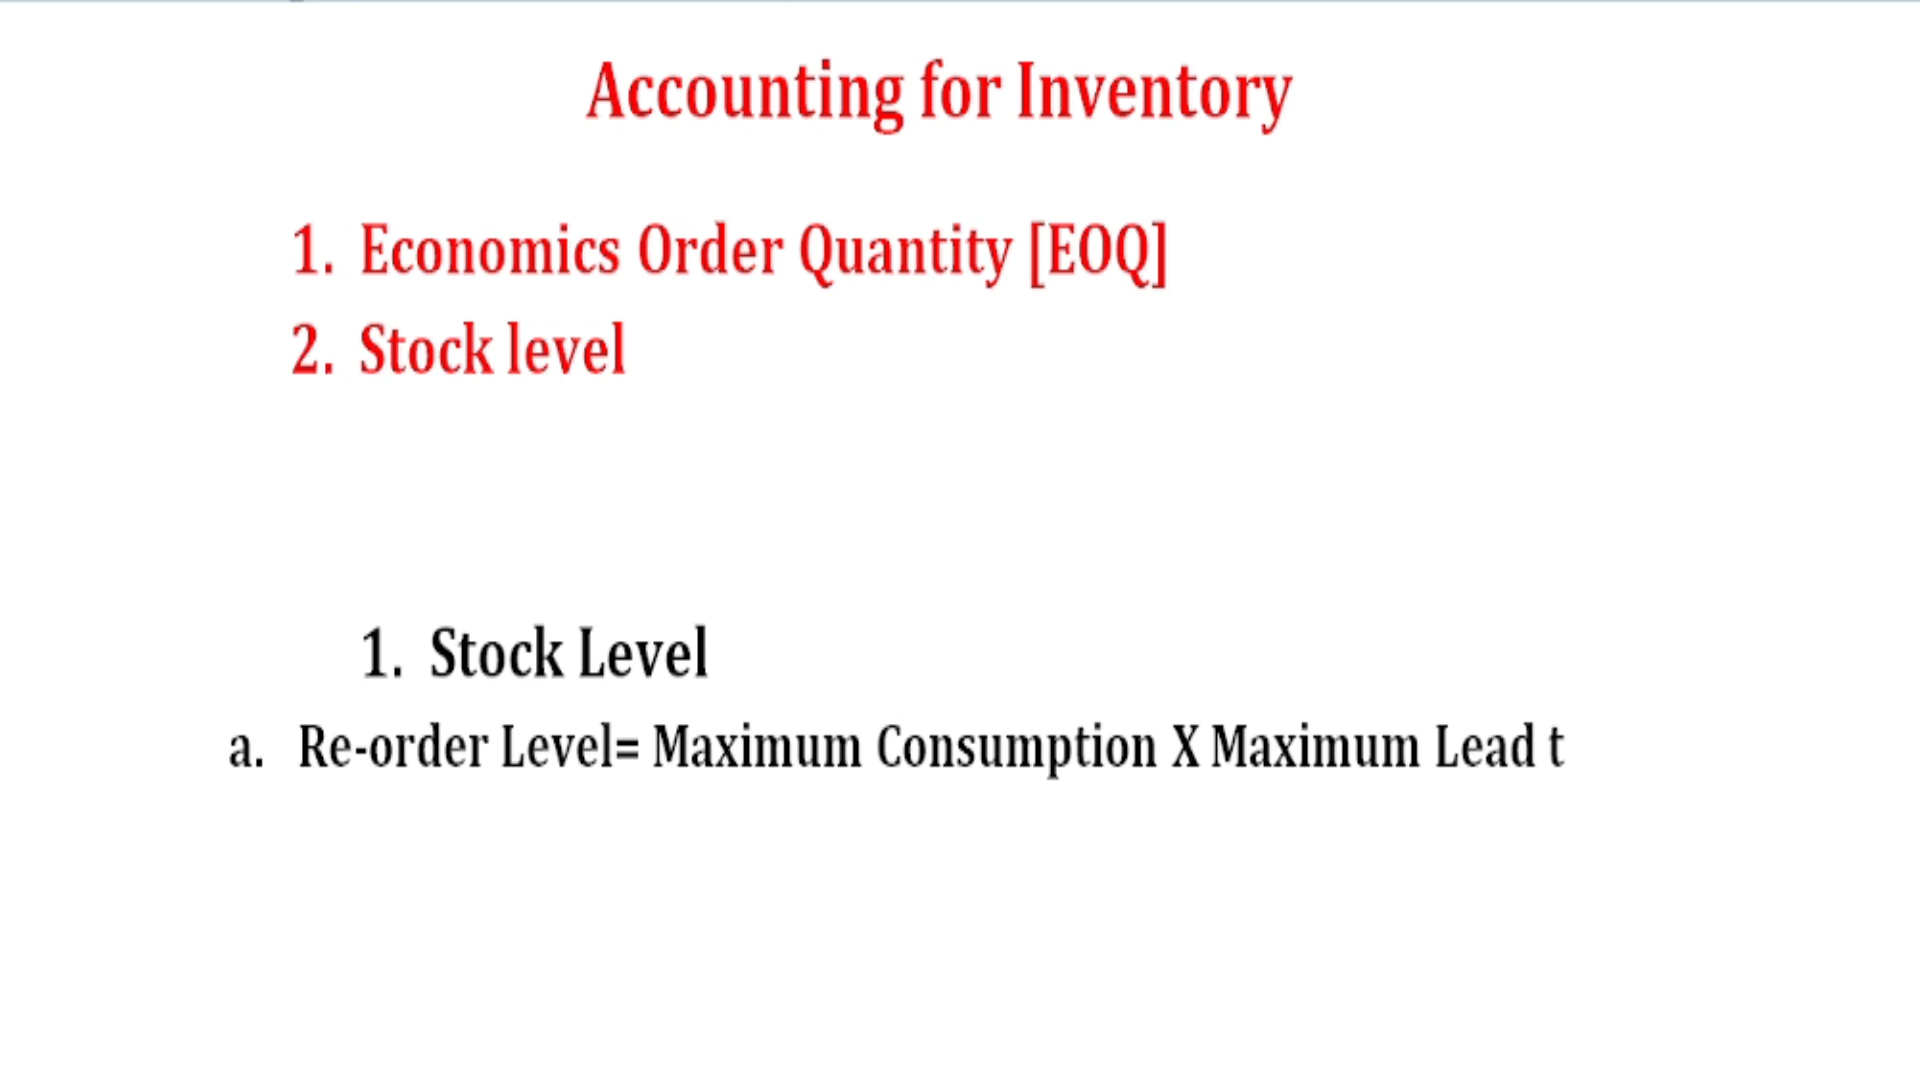 Accounting for Inventory
1. Economics Order Quantity [EOQ]
2. Stock level
1. Stock Level
a. Re-order Level= Maximum Consumption X Maximum Lead t